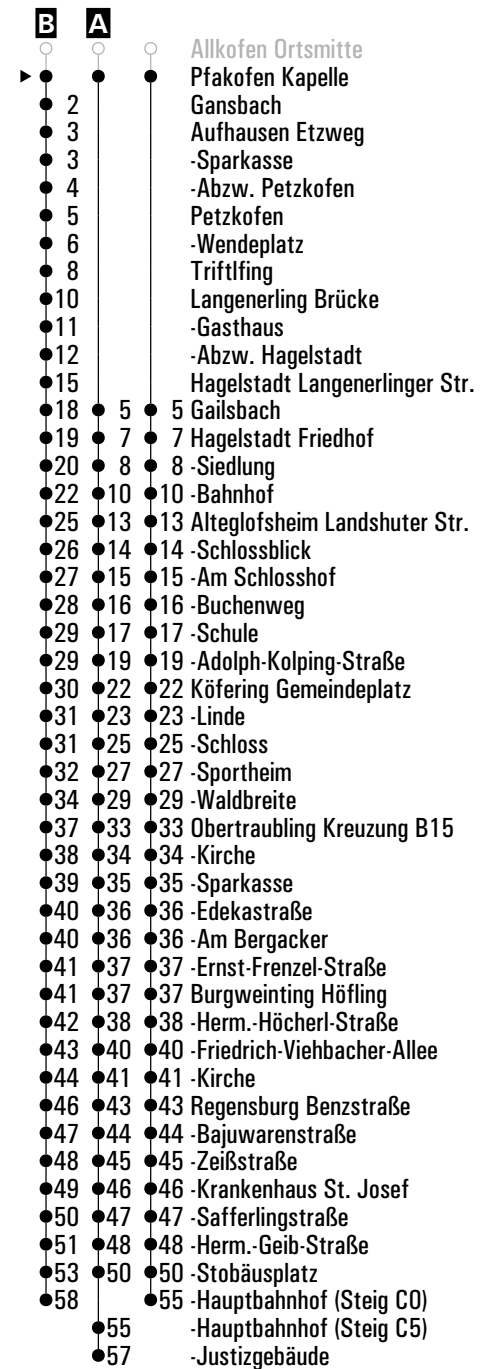 B A
Allkofen Ortsmitte
Pfakofen Kapelle
2 Gansbach
3 Aufhausen Etzweg
3 -Sparkasse
4 -Abzw. Petzkofen
5 Petzkofen
6 -Wendeplatz
8 Triftlfing
10 Langenerling Brücke
11 -Gasthaus
12 -Abzw. Hagelstadt
15 Hagelstadt Langenerlinger Str.
18 5 5 Gailsbach
19 7 7 Hagelstadt Friedhof
20 8 8 -Siedlung
22 10 10 -Bahnhof
25 13 13 Alteglofsheim Landshuter Str.
26 14 14 -Schlossblick
27 15 15 -Am Schlosshof
28 16 16 -Buchenweg
29 17 17 -Schule
29 19 19 -Adolph-Kolping-Straße
30 22 22 Köfering Gemeindeplatz
31 23 23 -Linde
31 25 25 -Schloss
32 27 27 -Sportheim
34 29 29 -Waldbreite
37 33 33 Obertraubling Kreuzung B15
38 34 34 -Kirche
39 35 35 -Sparkasse
40 36 36 -Edekastraße
40 36 36 -Am Bergacker
41 37 37 -Ernst-Frenzel-Straße
41 37 37 Burgweinting Höfling
42 38 38 -Herm.-Höcherl-Straße
43 40 40 -Friedrich-Viehbacher-Allee
44 41 41 -Kirche
46 43 43 Regensburg Benzstraße
47 44 44 -Bajuwarenstraße
48 45 45 -Zeißstraße
49 46 46 -Krankenhaus St. Josef
50 47 47 -Safferlingstraße
51 48 48 -Herm.-Geib-Straße
53 50 50 -Stobäusplatz
58 55 -Hauptbahnhof (Steig C0)
55 -Hauptbahnhof (Steig C5)
57 -Justizgebäude